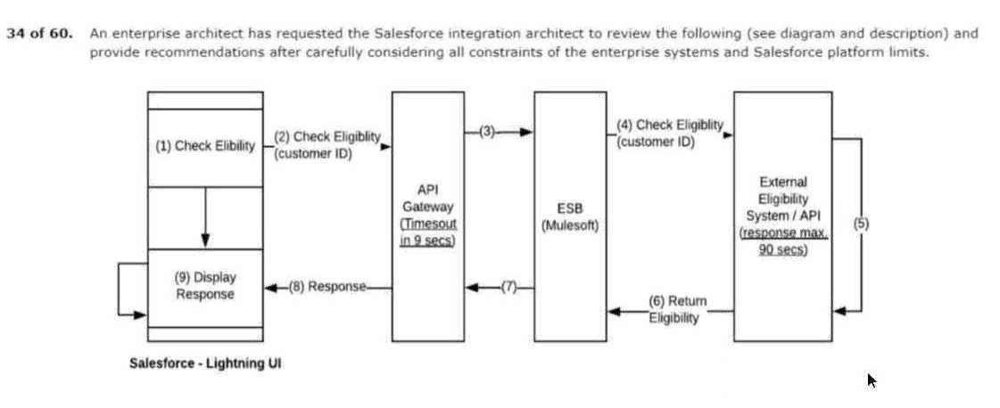 34 of 60. An enterprise architect has requested the Salesforce integration architect to review the following (see diagram and description) and
provide recommendations after carefully considering all constraints of the enterprise systems and Salesforce platform limits.
(1) Check Elibility
(2) Check Eligiblity
(customer ID)
API
Gateway
(Timesout
in 9 secs)
(3)
ESB
(Mulesoft)
(4) Check Eligiblity
(customer ID)
External
Eligibility
System / API
(response max.
90 secs)
(5)
(6) Return
Eligibility
(7)
(8) Response
(9) Display
Response
Salesforce - Lightning UI